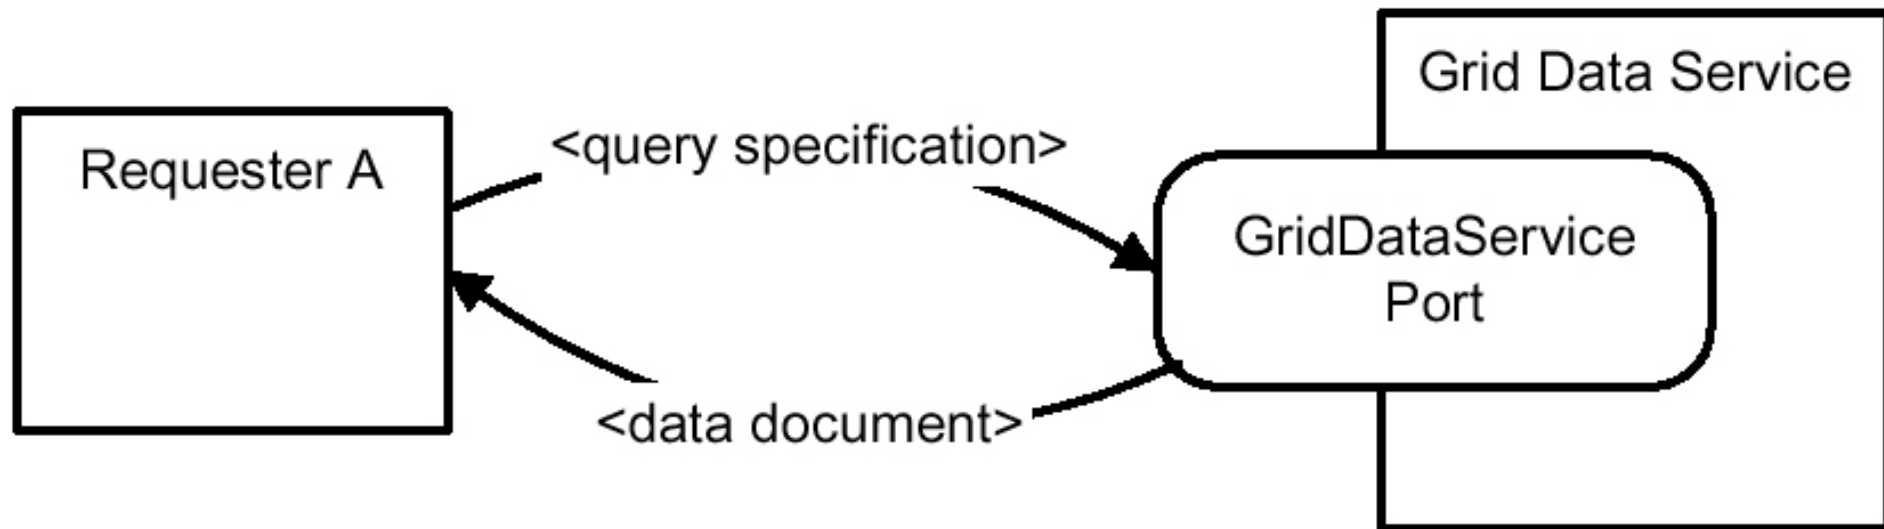 Requester A
<query specification>
Grid Data Service
GridDataService
Port
<data document>